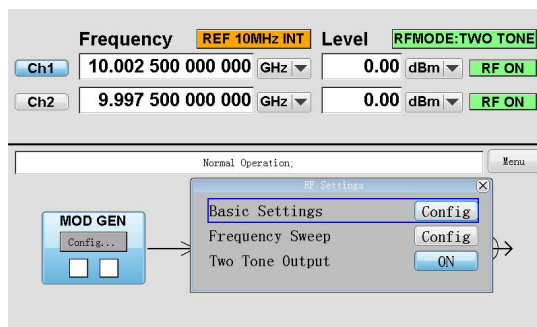 Frequency REF 10MHz INT Level RFMODE:TWO TONE
Ch1 10.002 500 000 000 GHz 0.00 dBm RF ON
Ch2 9.997 500 000 000 GHz 0.00 dBm RF ON
Normal Operation; Menu
RF Settings
Basic Settings Config
MOD GEN
Config...
Frequency Sweep Config
Two Tone Output ON